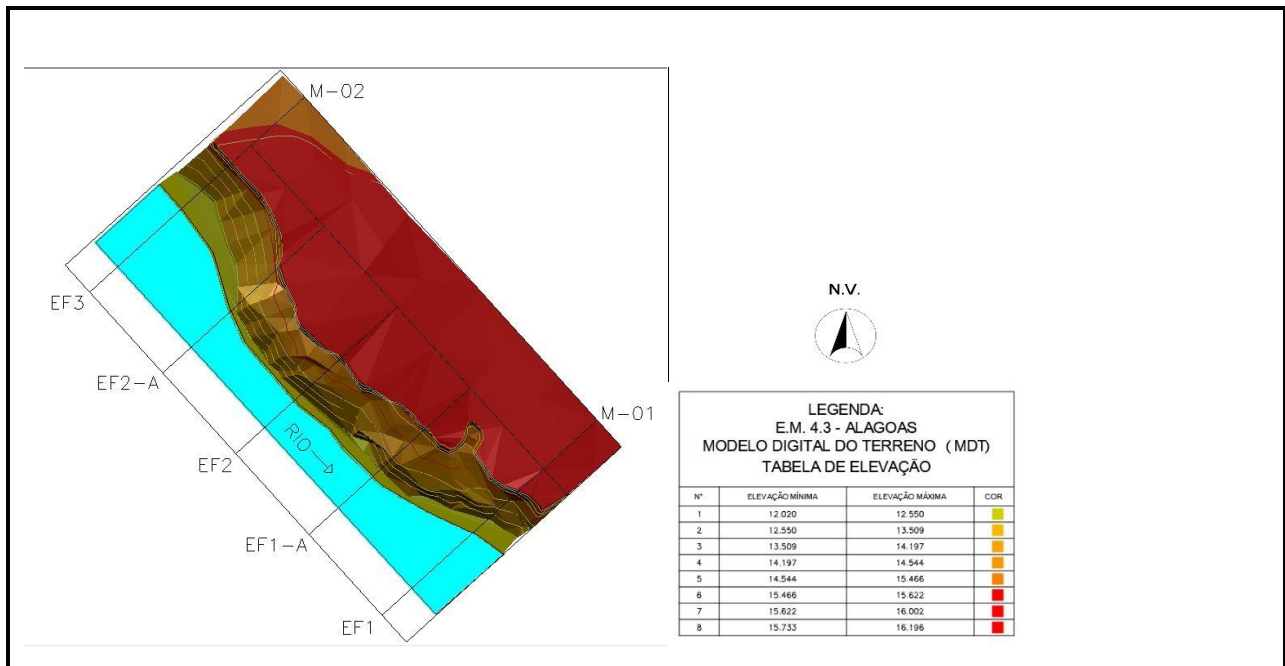 M-02
EF3
EF2-A
EF2
RIO
EF1-A
EF1
M-01
N.V.
LEGENDA:
E.M. 4.3 - ALAGOAS
MODELO DIGITAL DO TERRENO ( MDT)
TABELA DE ELEVAÇÃO
N° ELEVAÇÃO MÍNIMA ELEVAÇÃO MÁXIMA COR
1 12.020 12.550
2 12.550 13.509
3 13.509 14.197
4 14.197 14.544
5 14.544 15.466
6 15.466 15.622
7 15.622 16.002
8 15.733 16.196